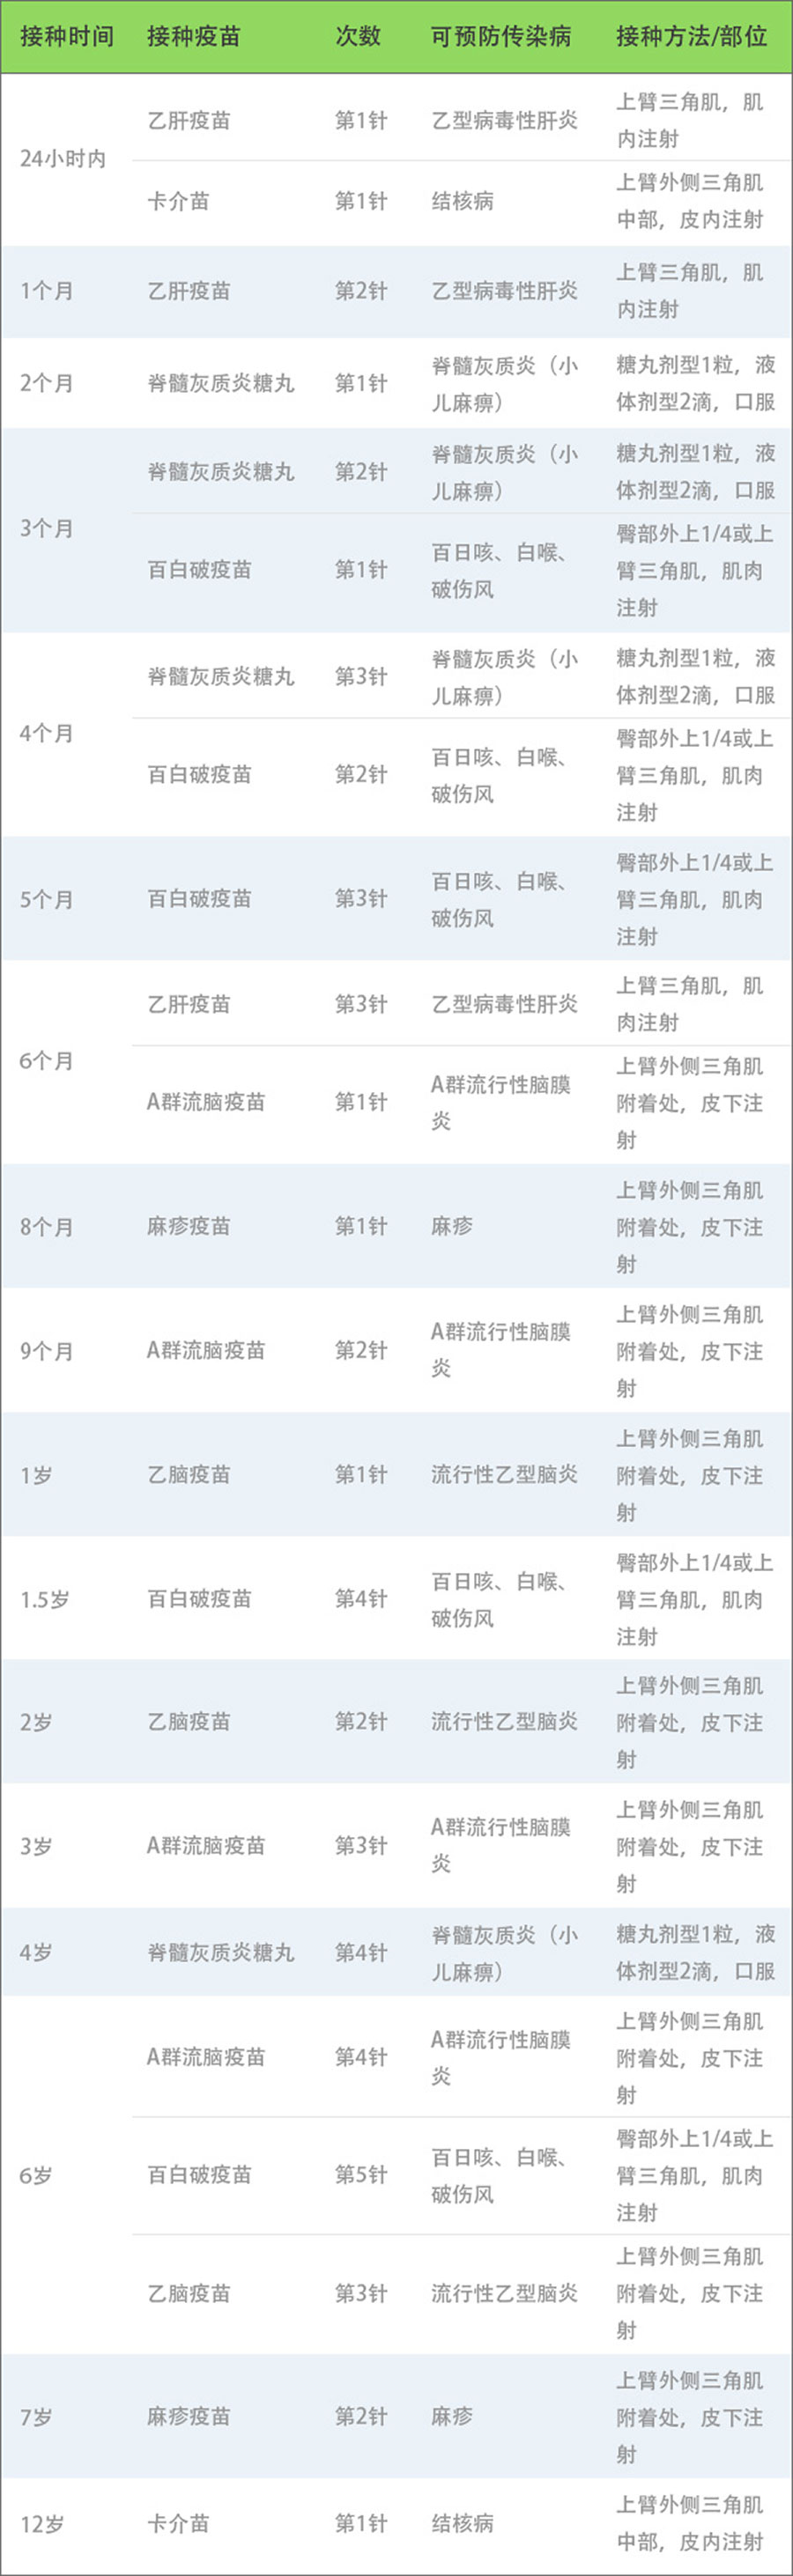 接种时间 接种疫苗 次数 可预防传染病 接种方法/部位
24小时内
乙肝疫苗 第1针 乙型病毒性肝炎 上臂三角肌，肌
内注射
卡介苗 第1针 结核病 上臂外侧三角肌
中部，皮内注射
1个月 乙肝疫苗 第2针 乙型病毒性肝炎 上臂三角肌，肌
内注射
2个月 脊髓灰质炎糖丸 第1针 脊髓灰质炎（小 糖丸剂型1粒，液
儿麻痹） 体剂型2滴，口服
3个月
脊髓灰质炎糖丸 第2针 脊髓灰质炎（小 糖丸剂型1粒，液
儿麻痹） 体剂型2滴，口服
百白破疫苗 第1针 百日咳、白喉、 臀部外上1/4或上
破伤风 臂三角肌，肌肉
注射
4个月
脊髓灰质炎糖丸 第3针 脊髓灰质炎（小 糖丸剂型1粒，液
儿麻痹） 体剂型2滴，口服
百白破疫苗 第2针 百日咳、白喉、 臀部外上1/4或上
破伤风 臂三角肌，肌肉
注射
5个月 百白破疫苗 第3针 百日咳、白喉、 臀部外上1/4或上
破伤风 臂三角肌，肌肉
注射
6个月
乙肝疫苗 第3针 乙型病毒性肝炎 上臂三角肌，肌
肉注射
A群流脑疫苗 第1针 A群流行性脑膜 上臂外侧三角肌
炎 附着处，皮下注
射
8个月 麻疹疫苗 第1针 麻疹 上臂外侧三角肌
附着处，皮下注
射
9个月 A群流脑疫苗 第2针 A群流行性脑膜 上臂外侧三角肌
炎 附着处，皮下注
射
1岁 乙脑疫苗 第1针 流行性乙型脑炎 上臂外侧三角肌
附着处，皮下注
射
1.5岁 百白破疫苗 第4针 百日咳、白喉、 臀部外上1/4或上
破伤风 臂三角肌，肌肉
注射
2岁 乙脑疫苗 第2针 流行性乙型脑炎 上臂外侧三角肌
附着处，皮下注
射
3岁 A群流脑疫苗 第3针 A群流行性脑膜 上臂外侧三角肌
炎 附着处，皮下注
射
4岁 脊髓灰质炎糖丸 第4针 脊髓灰质炎（小 糖丸剂型1粒，液
儿麻痹） 体剂型2滴，口服
6岁
A群流脑疫苗 第4针 A群流行性脑膜 上臂外侧三角肌
炎 附着处，皮下注
射
百白破疫苗 第5针 百日咳、白喉、 臀部外上1/4或上
破伤风 臂三角肌，肌肉
注射
乙脑疫苗 第3针 流行性乙型脑炎 上臂外侧三角肌
附着处，皮下注
射
7岁 麻疹疫苗 第2针 麻疹 上臂外侧三角肌
附着处，皮下注
射
12岁 卡介苗 第1针 结核病 上臂外侧三角肌
中部，皮内注射